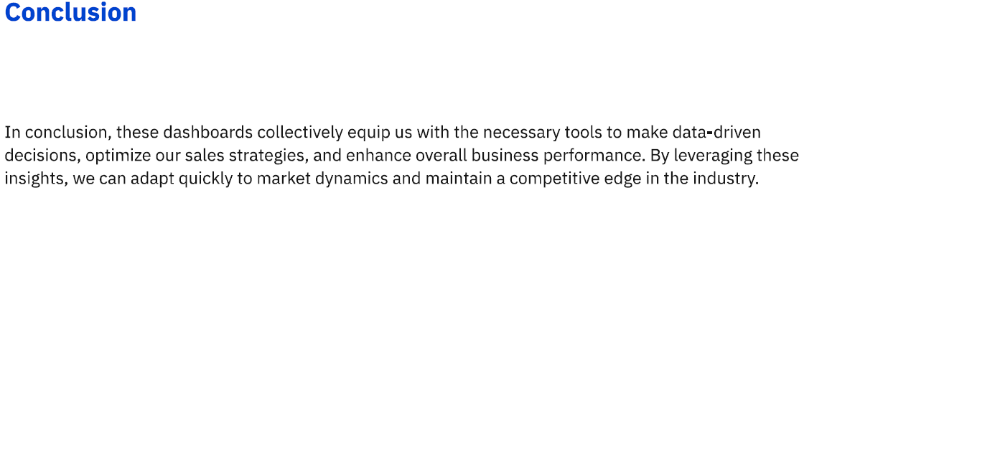 Conclusion
In conclusion, these dashboards collectively equip us with the necessary tools to make data-driven
decisions, optimize our sales strategies, and enhance overall business performance. By leveraging these
insights, we can adapt quickly to market dynamics and maintain a competitive edge in the industry.